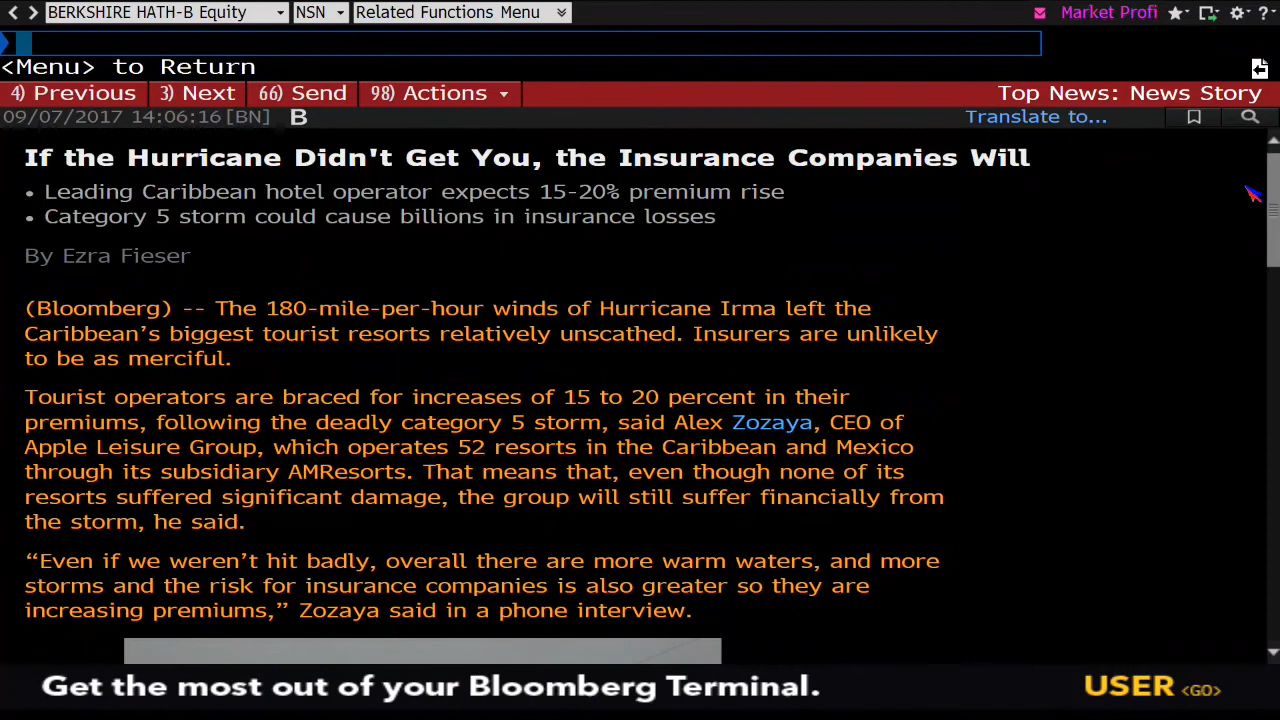 BERKSHIRE HATH-B Equity NSN Related Functions Menu Market Profi
<Menu> to Return
4) Previous 3) Next 66) Send 98) Actions Top News: News Story
09/07/2017 14:06:16 [BN] B Translate to...
If the Hurricane Didn't Get You, the Insurance Companies Will
• Leading Caribbean hotel operator expects 15-20% premium rise
• Category 5 storm could cause billions in insurance losses
By Ezra Fieser
(Bloomberg) -- The 180-mile-per-hour winds of Hurricane Irma left the
Caribbean’s biggest tourist resorts relatively unscathed. Insurers are unlikely
to be as merciful.
Tourist operators are braced for increases of 15 to 20 percent in their
premiums, following the deadly category 5 storm, said Alex Zozaya, CEO of
Apple Leisure Group, which operates 52 resorts in the Caribbean and Mexico
through its subsidiary AMResorts. That means that, even though none of its
resorts suffered significant damage, the group will still suffer financially from
the storm, he said.
“Even if we weren’t hit badly, overall there are more warm waters, and more
storms and the risk for insurance companies is also greater so they are
increasing premiums,” Zozaya said in a phone interview.
Get the most out of your Bloomberg Terminal. USER <GO>